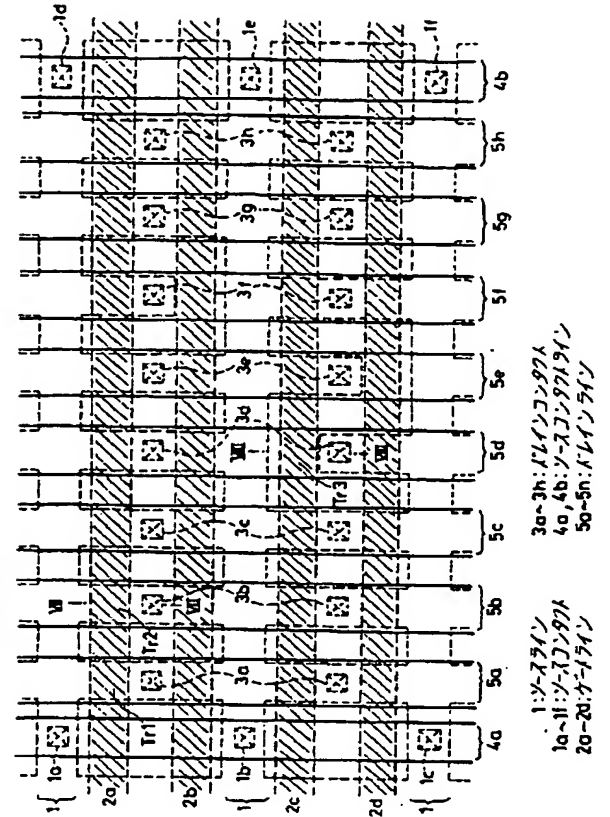 1 1a 1d
VII
2a Tr1 Tr2
VII
2b
1 1b 3a 3b 3c 3d 3e 3f 3g 3h 1e
VII
2c
Tr3
VII
2d
1 1c 1f
4a 5a 5b 5c 5d 5e 5f 5g 5h 4b
1:ソースライン
1a~1f:ソースコンタクト
2a~2d:ゲートライン
3a~3h:ドレインコンタクト
4a,4b:ソースコンタクトライン
5a~5h:ドレインライン